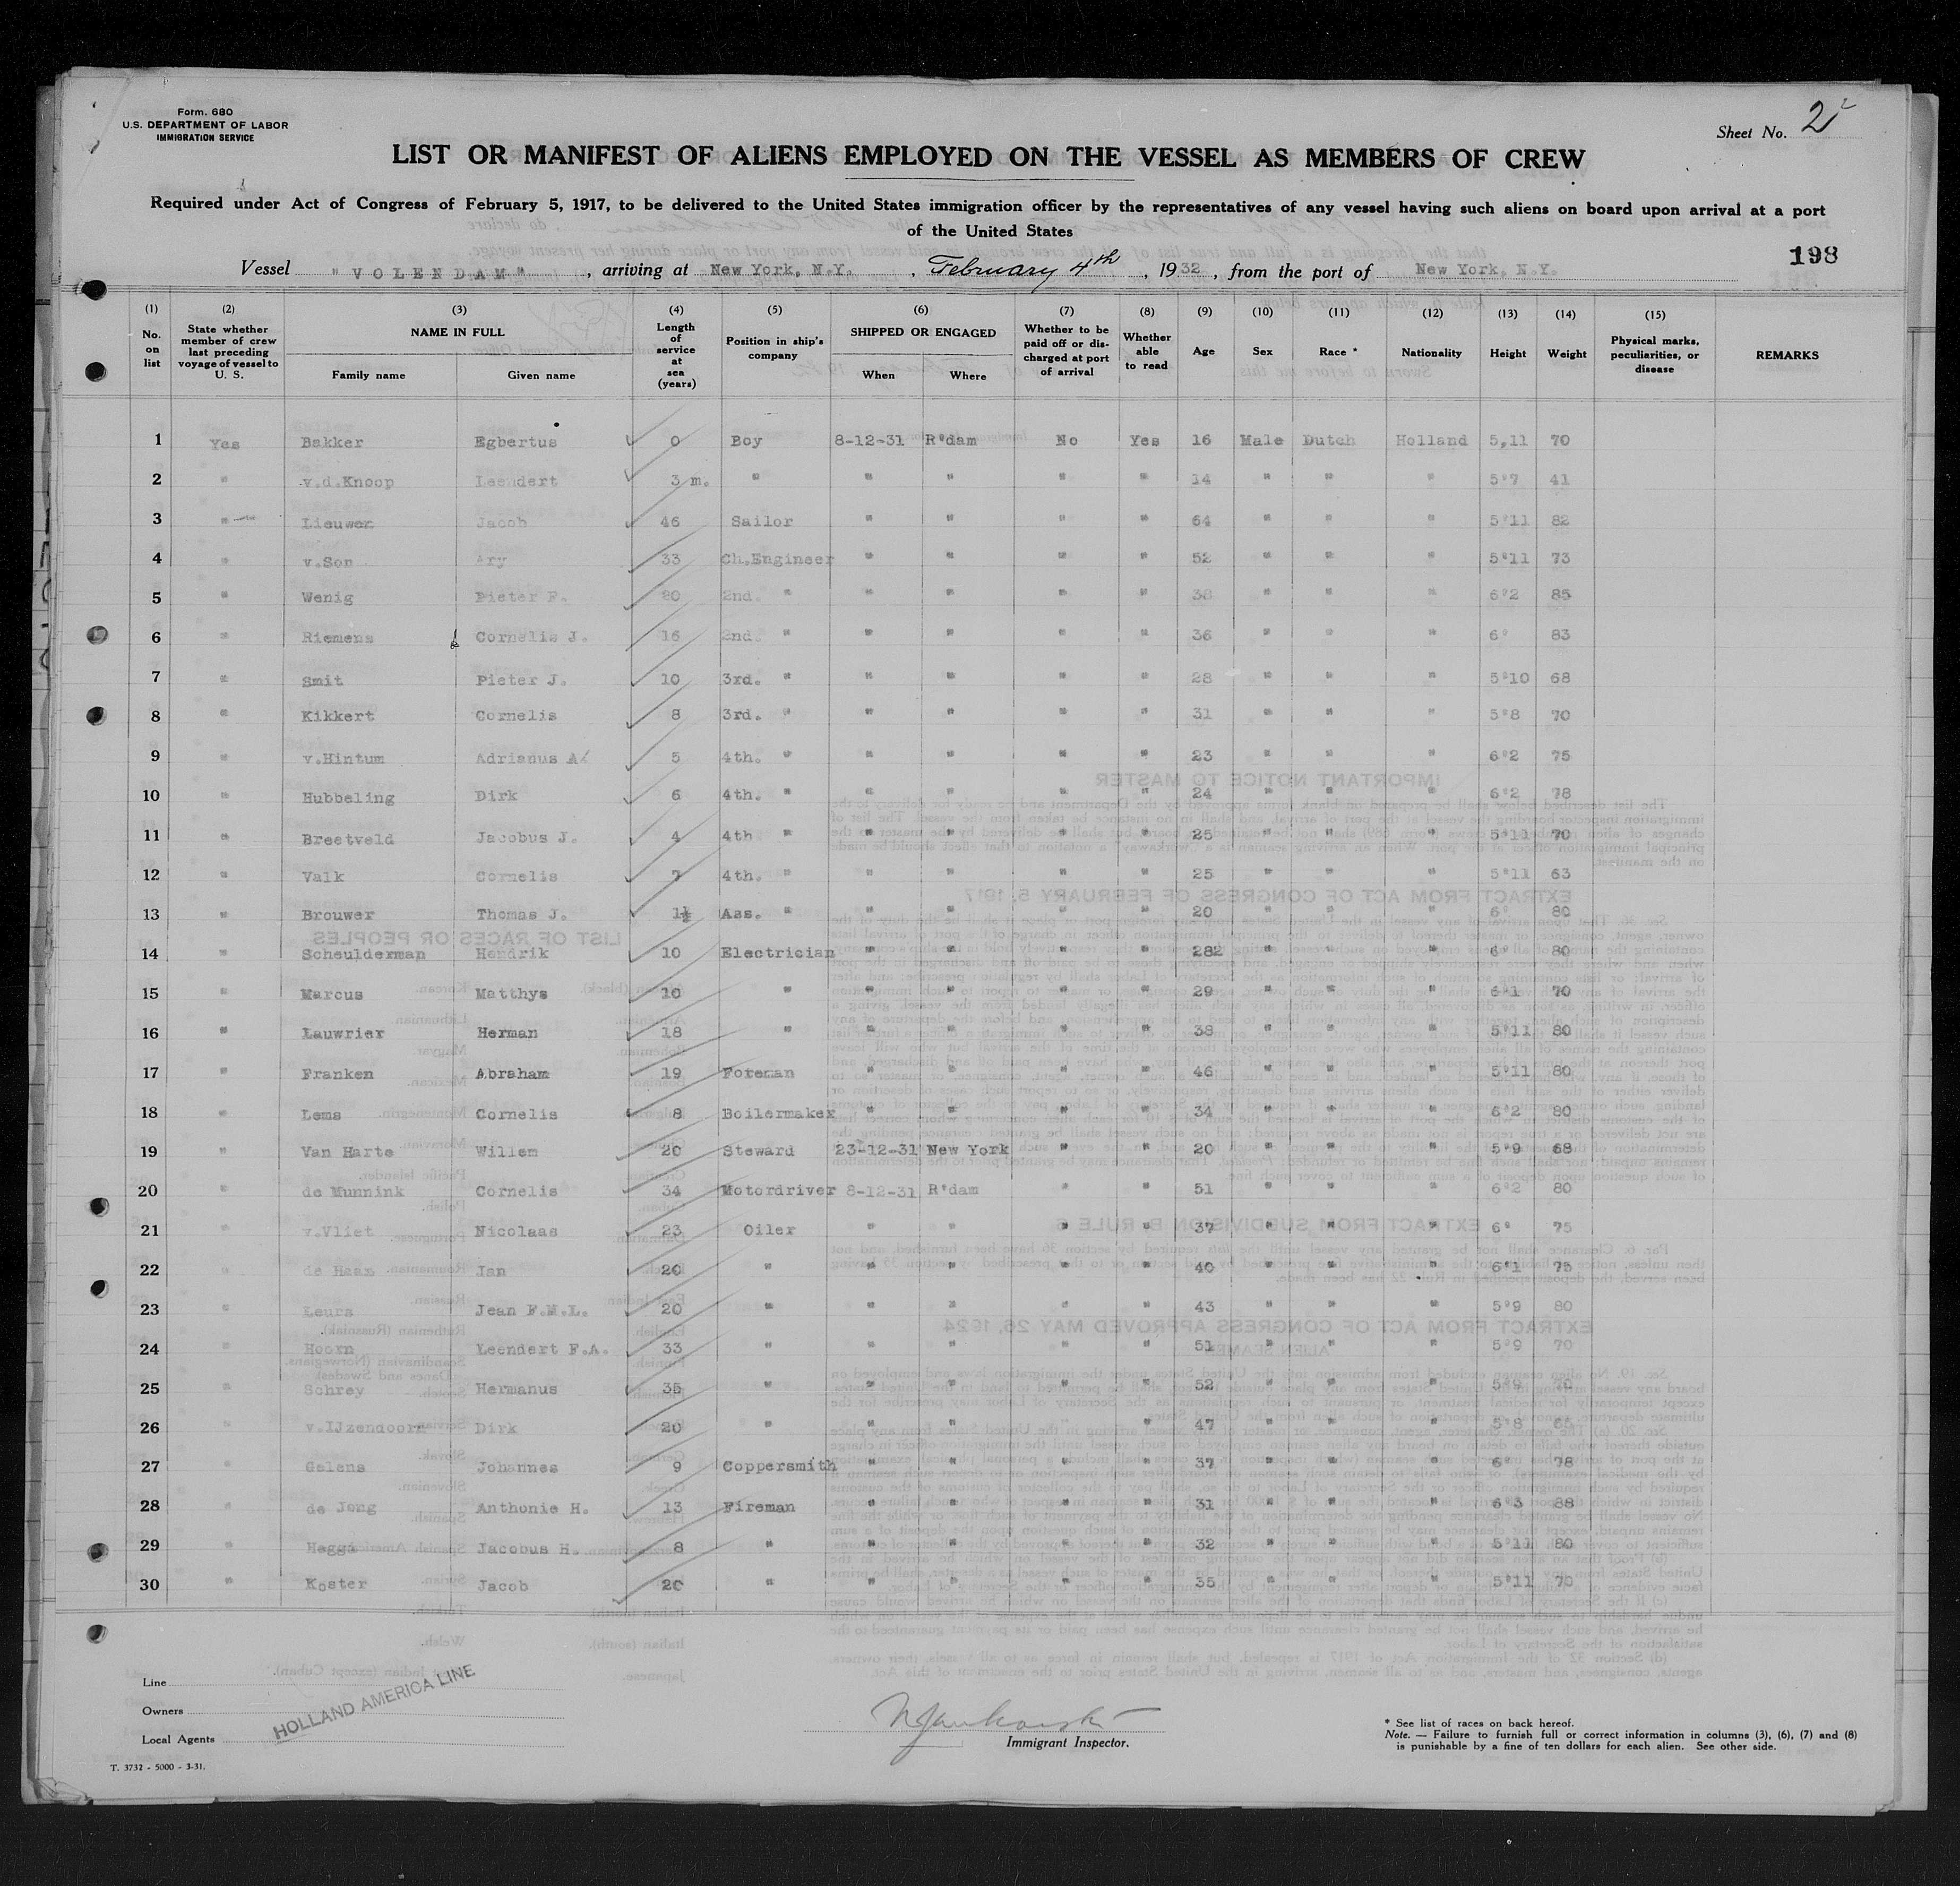 Form. 680
U.S. DEPARTMENT OF LABOR
IMMIGRATION SERVICE
Sheet No. 2
LIST OR MANIFEST OF ALIENS EMPLOYED ON THE VESSEL AS MEMBERS OF CREW
Required under Act of Congress of February 5, 1917, to be delivered to the United States immigration officer by the representatives of any vessel having such aliens on board upon arrival at a port
of the United States
198
Vessel "VOLENDAM", arriving at New York, N.Y., February 4th, 1932, from the port of New York, N.Y.
(1) No. on list (2) State whether member of crew last preceding voyage of vessel to U. S. (3) NAME IN FULL Family name Given name (4) Length of service at sea (years) (5) Position in ship's company (6) SHIPPED OR ENGAGED When Where (7) Whether to be paid off or discharged at port of arrival (8) Whether able to read (9) Age (10) Sex (11) Race * (12) Nationality (13) Height (14) Weight (15) Physical marks, peculiarities, or disease REMARKS
1 Yes Bakker Egbertus 0 Boy 8-12-31 R'dam No Yes 16 Male Dutch Holland 5,11 70
2 " v.d.Knoop Leendert 3 m. " " " " " 14 " " " 5"7 41
3 " Lieuwen Jacob 46 Sailor " " " " 64 " " " 5"11 82
4 " v.Son Ary 33 Ch.Engineer " " " " 52 " " " 5"11 73
5 " Wenig Pieter F. 20 2nd. " " " " " 38 " " " 6"2 85
6 " Riemens Cornelis J. 16 2nd. " " " " " 36 " " " 6" 83
7 " Smit Pieter J. 10 3rd. " " " " " 28 " " " 5"10 68
8 " Kikkert Cornelis 8 3rd. " " " " " 31 " " " 5"8 70
9 " v.Hintum Adrianus A. 5 4th. " " " " " 23 " " " 6"2 75
10 " Hubbeling Dirk 6 4th. " " " " " 24 " " " 6"2 78
11 " Breetveld Jacobus J. 4 4th " " " " " 25 " " " 5"11 70
12 " Valk Cornelis 7 4th. " " " " " 25 " " " 5"11 63
13 " Brouwer Thomas J. 1½ Ass. " " " " " 20 " " " 6" 80
14 " Scheulderman Hendrik 10 Electrician " " " " 282 " " " 6" 80
15 " Marcus Matthys 10 " " " " " 29 " " " 6"1 70
16 " Lauwrier Herman 18 " " " " " 38 " " " 5"11 80
17 " Franken Abraham 19 Foreman " " " " 46 " " " 5"11 80
18 " Lems Cornelis 8 Boilermaker " " " " 34 " " " 6"2 80
19 " Van Harte Willem 20 Steward 23-12-31 New York " " 20 " " " 5"9 68
20 " de Munnink Cornelis 34 Motordriver 8-12-31 R'dam " " 51 " " " 6"2 80
21 " v.Vliet Nicolaas 23 Oiler " " " " 37 " " " 6" 75
22 " de Haan Jan 20 " " " " " 40 " " " 6"1 75
23 " Leurs Jean F.M.L. 20 " " " " " 43 " " " 5"9 80
24 " Hoorn Leendert F.A. 33 " " " " " 51 " " " 5"9 70
25 " Schrey Hermanus 35 " " " " " 52 " " " 5"9 70
26 " v.IJzendoorn Dirk 20 " " " " " 47 " " " 5"8 65
27 " Gelens Johannes 9 Coppersmith " " " " 37 " " " 6" 78
28 " de Jong Anthonie H. 13 Fireman " " " " 31 " " " 6"3 88
29 " Hegga Jacobus H. 8 " " " " " 32 " " " 5"11 80
30 " Koster Jacob 20 " " " " " 35 " " " 5"11 70
Line
Owners
Local Agents
HOLLAND AMERICA LINE
Immigrant Inspector.
* See list of races on back hereof.
Note. — Failure to furnish full or correct information in columns (3), (6), (7) and (8)
is punishable by a fine of ten dollars for each alien. See other side.
T. 3732 - 5000 - 3-31.